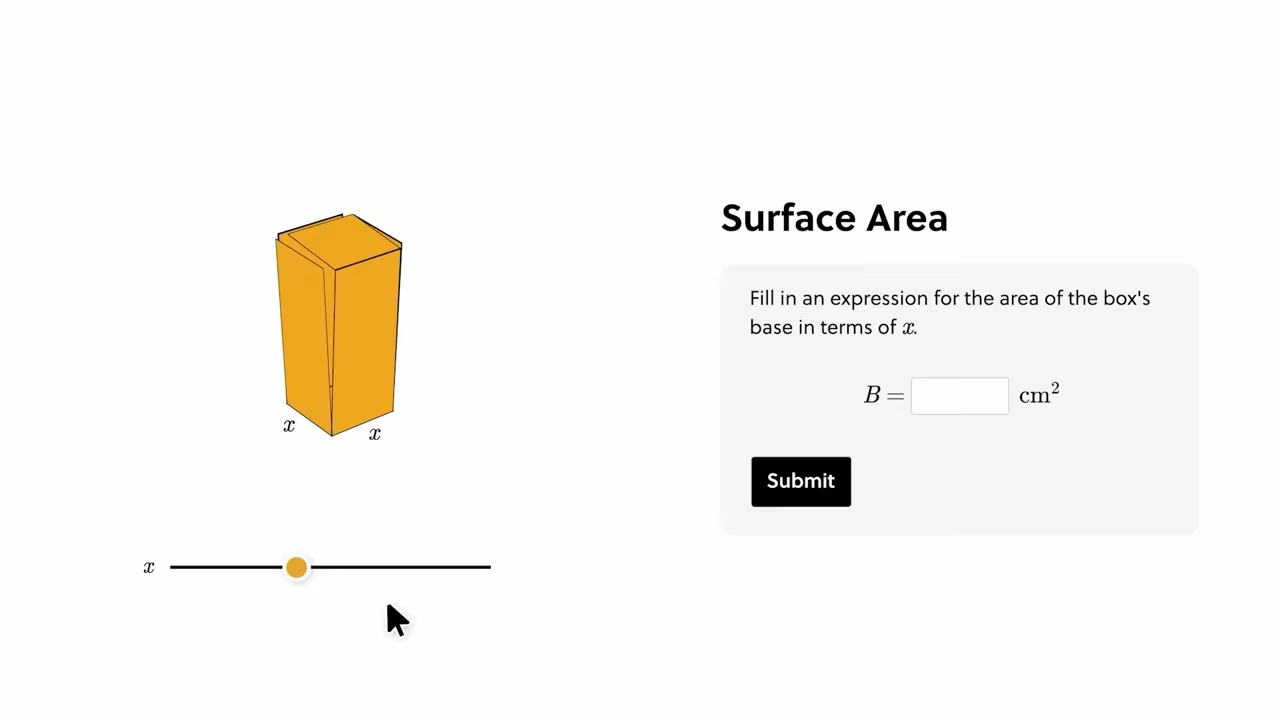 Surface Area
Fill in an expression for the area of the box's
base in terms of x.
B = cm²
Submit
x x
x